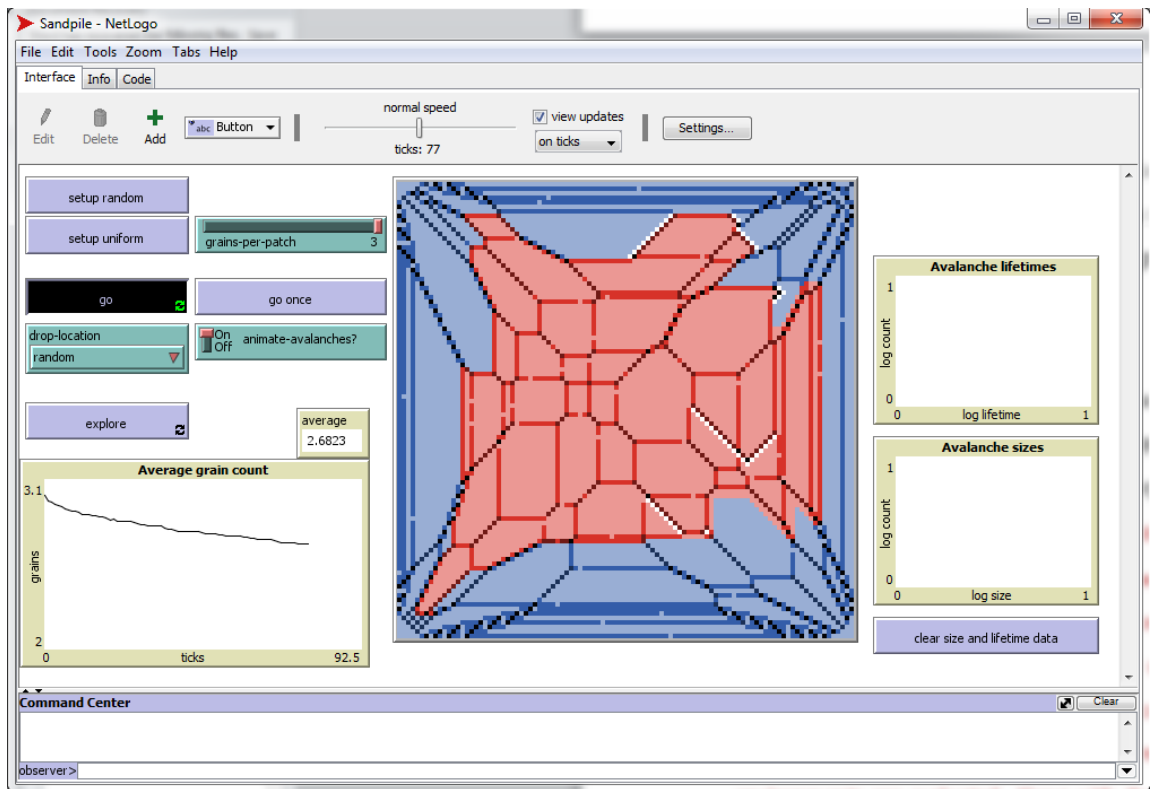 Sandpile - NetLogo
File Edit Tools Zoom Tabs Help
Interface Info Code
normal speed
view updates
Edit Delete Add abc Button
ticks: 77
on ticks
Settings...
setup random
setup uniform
grains-per-patch 3
go
go once
drop-location
random
On
Off
animate-avalanches?
explore
average
2.6823
Average grain count
3.1
grains
2
0 ticks 92.5
Avalanche lifetimes
1
log count
0
0 log lifetime 1
Avalanche sizes
1
log count
0
0 log size 1
clear size and lifetime data
Command Center
Clear
observer>